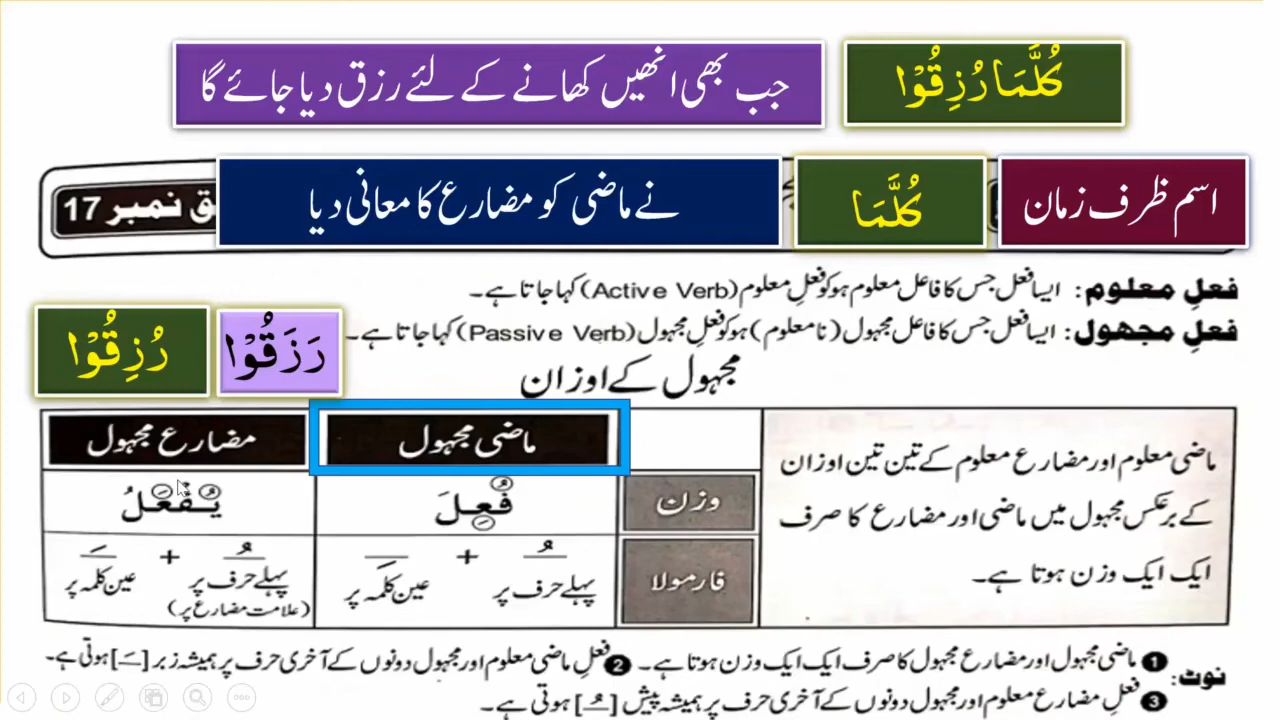 كُلَّمَا رُزِقُوْا
جب بھی انھیں کھانے کے لئے رزق دیا جائے گا
اسم ظرف زمان
كُلَّمَا
نے ماضی کو مضارع کا معانی دیا
ق نمبر 17
فعلِ معلوم: ایسا فعل جس کا فاعل معلوم ہو کو فعلِ معلوم (Active Verb) کہا جاتا ہے۔
فعلِ مجھول: ایسا فعل جس کا فاعل مجہول (نامعلوم) ہو کو فعلِ مجہول (Passive Verb) کہا جاتا ہے۔
رَزَقُوْا
رُزِقُوْا
مجہول کے اوزان
ماضی معلوم اور مضارع معلوم کے تین تین اوزان
کے برعکس مجہول میں ماضی اور مضارع کا صرف
ایک ایک وزن ہوتا ہے۔
ماضی مجہول
مضارع مجہول
وزن
فُعِلَ
يُفْعَلُ
فارمولا
ُ + ِ
پہلے حرف پر عین کلمہ پر
ُ + َ
پہلے حرف پر عین کلمہ پر
(علامت مضارع پر)
نوٹ:
❶ ماضی مجہول اور مضارع مجہول کا صرف ایک ایک وزن ہوتا ہے۔ ❷ فعلِ ماضی معلوم اور مجہول دونوں کے آخری حرف پر ہمیشہ زبر [ـَ] ہوتی ہے۔
❸ فعلِ مضارع معلوم اور مجہول دونوں کے آخری حرف پر ہمیشہ پیش [ـُ] ہوتی ہے۔